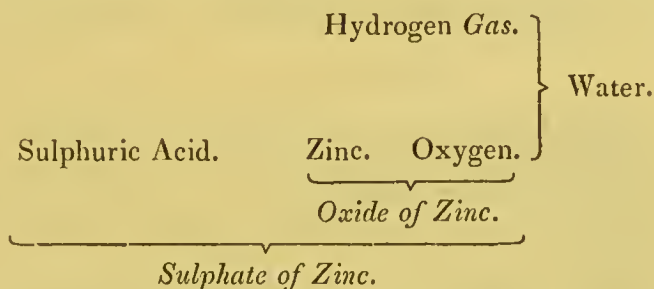 Hydrogen Gas.
Water.
Sulphuric Acid. Zinc. Oxygen.
Oxide of Zinc.
Sulphate of Zinc.